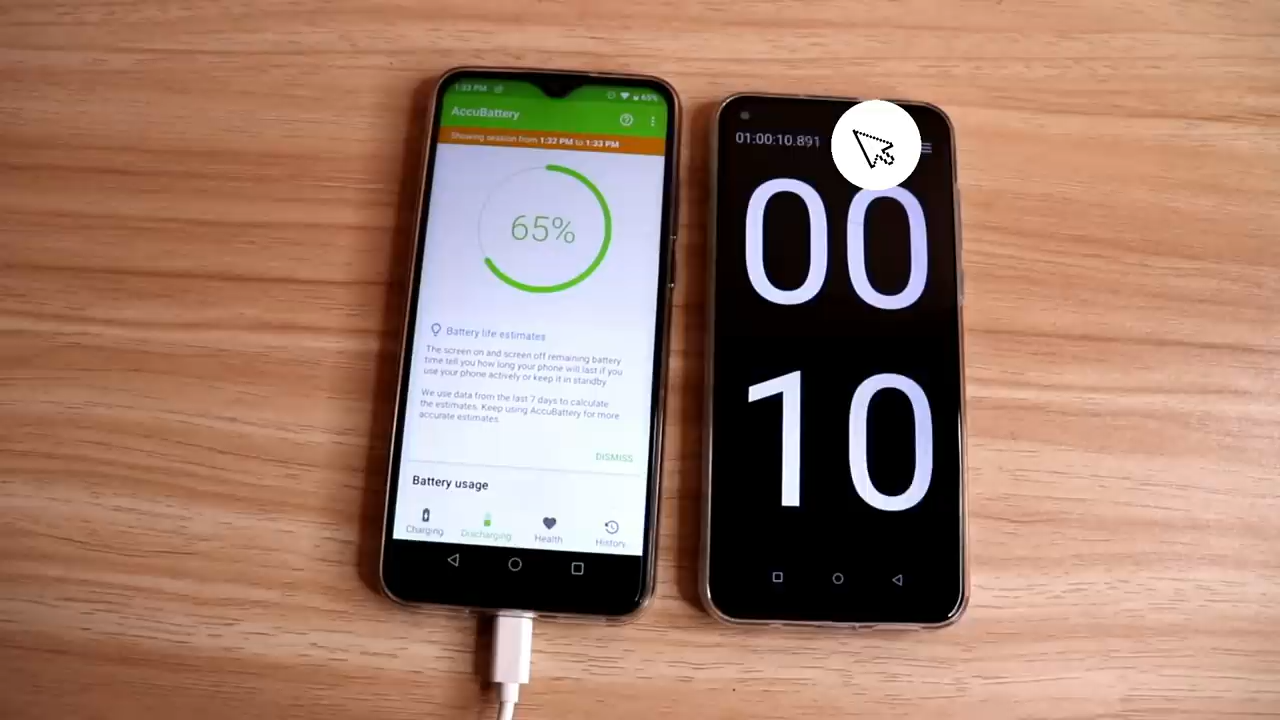 1:33 PM
65%
AccuBattery
Showing session from 1:32 PM to 1:33 PM
65%
Battery life estimates
The screen on and screen off remaining battery
time tell you how long your phone will last if you
use your phone actively or keep it in standby
We use data from the last 7 days to calculate
the estimates. Keep using AccuBattery for more
accurate estimates.
DISMISS
Battery usage
Charging
Discharging
Health
History
01:00:10.891
00
10